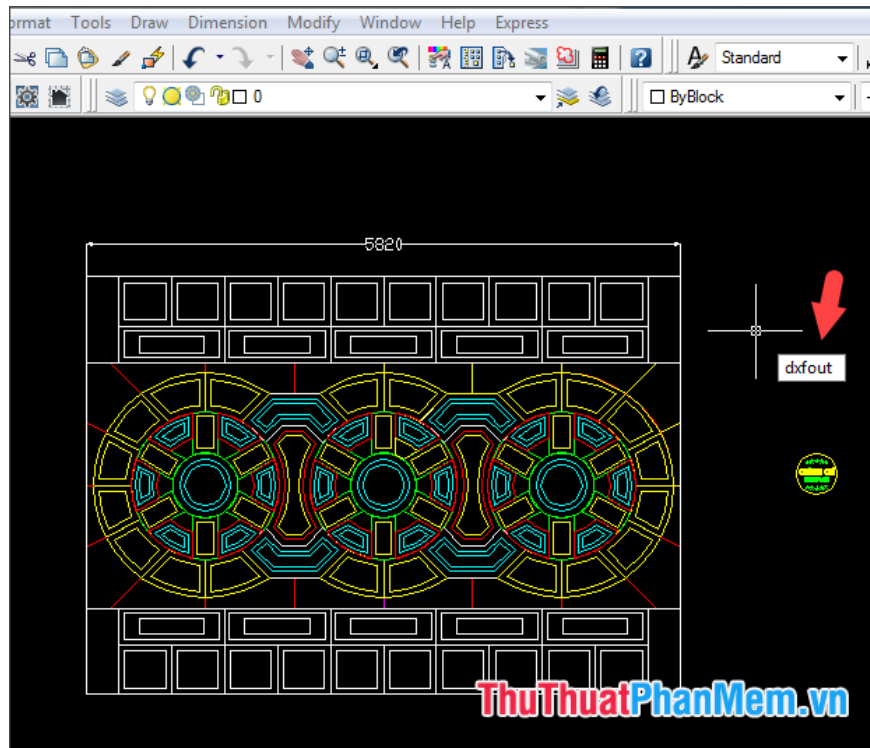 ormat Tools Draw Dimension Modify Window Help Express
Standard
0 ByBlock
5820
dxfout
ThuThuatPhanMem.vn